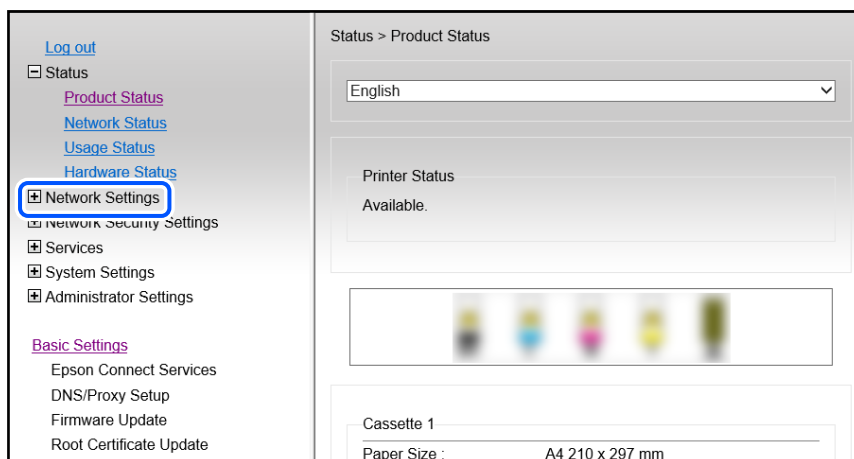 Log out
Status
Product Status
Network Status
Usage Status
Hardware Status
Network Settings
Network Security Settings
Services
System Settings
Administrator Settings
Basic Settings
Epson Connect Services
DNS/Proxy Setup
Firmware Update
Root Certificate Update
Status > Product Status
English
Printer Status
Available.
Cassette 1
Paper Size : A4 210 x 297 mm